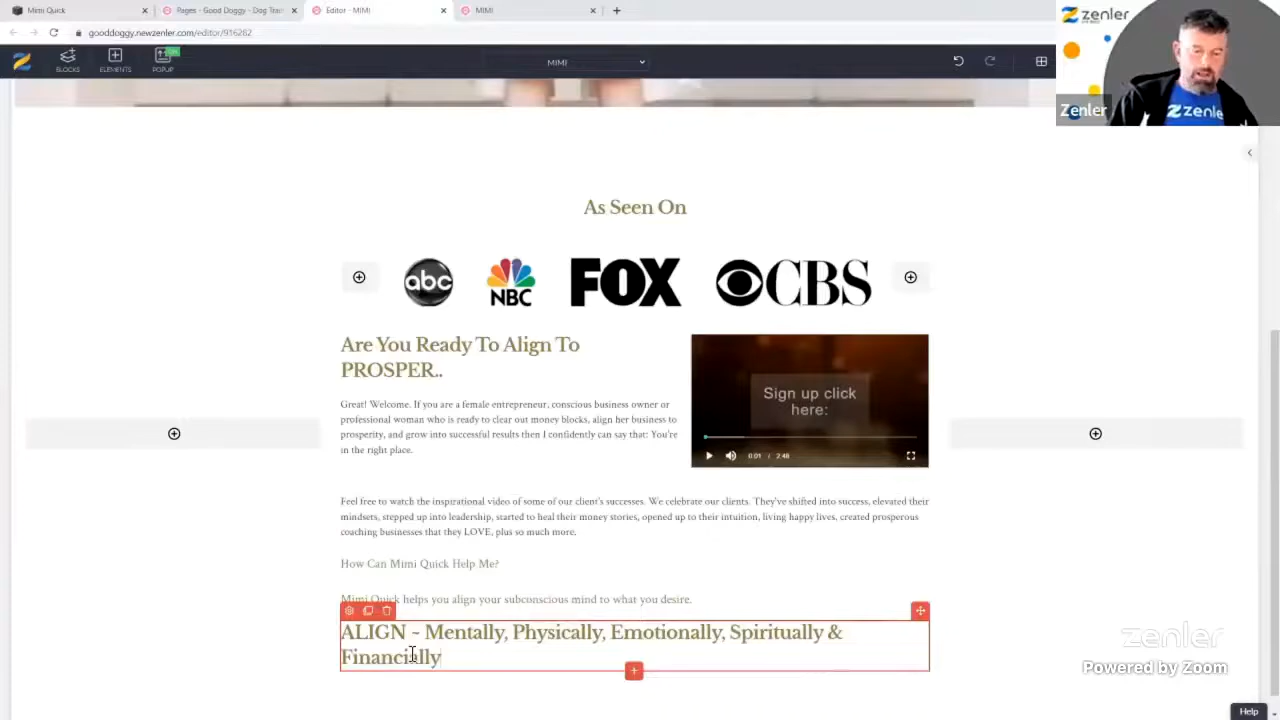 Mimi Quick
Pages - Good Doggy - Dog Trac
Editor - MIMI
MIMI
gooddoggy.newzenler.com/editor/916282
BLOCKS
ELEMENTS
POPUP
MIMI
zenler
zenler
Zenler
As Seen On
abc
NBC
FOX
CBS
Are You Ready To Align To
PROSPER..
Great! Welcome. If you are a female entrepreneur, conscious business owner or
professional woman who is ready to clear out money blocks, align her business to
prosperity, and grow into successful results then I confidently can say that: You're
in the right place.
Sign up click
here:
0:01 / 2:48
Feel free to watch the inspirational video of some of our client's successes. We celebrate our clients. They've shifted into success, elevated their
mindsets, stepped up into leadership, started to heal their money stories, opened up to their intuition, living happy lives, created prosperous
coaching businesses that they LOVE, plus so much more.
How Can Mimi Quick Help Me?
Mimi Quick helps you align your subconscious mind to what you desire.
ALIGN ~ Mentally, Physically, Emotionally, Spiritually &
Financially
zenler
Powered by Zoom
Help